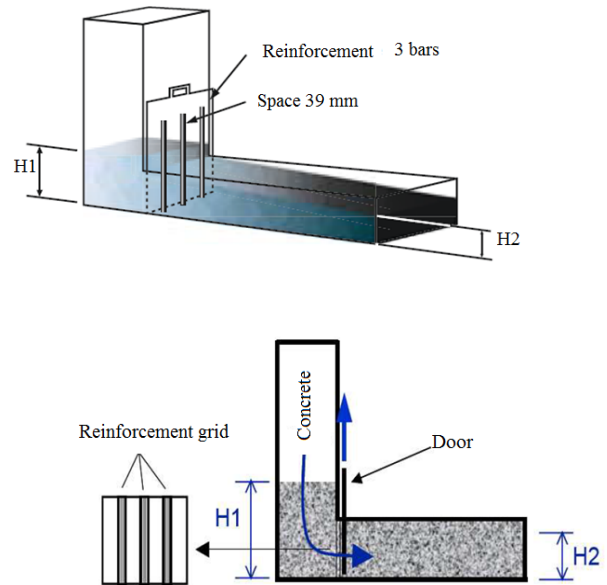 Reinforcement 3 bars
Space 39 mm
H1
H2
Concrete
Reinforcement grid
Door
H1
H2